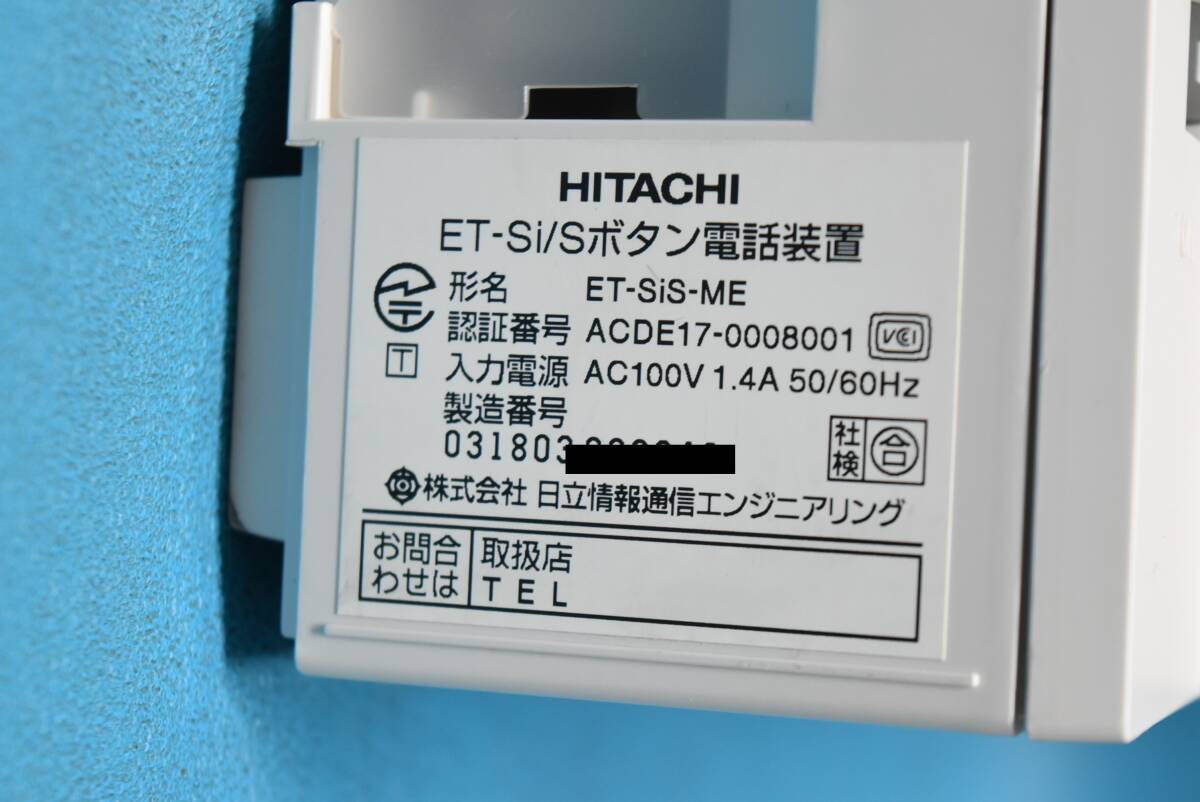 HITACHI
ET-Si/Sボタン電話装置
形名 ET-SiS-ME
認証番号 ACDE17-0008001
VCI
T
入力電源 AC100V 1.4A 50/60Hz
製造番号
031803
社検 合
株式会社 日立情報通信エンジニアリング
お問合わせは
取扱店
TEL